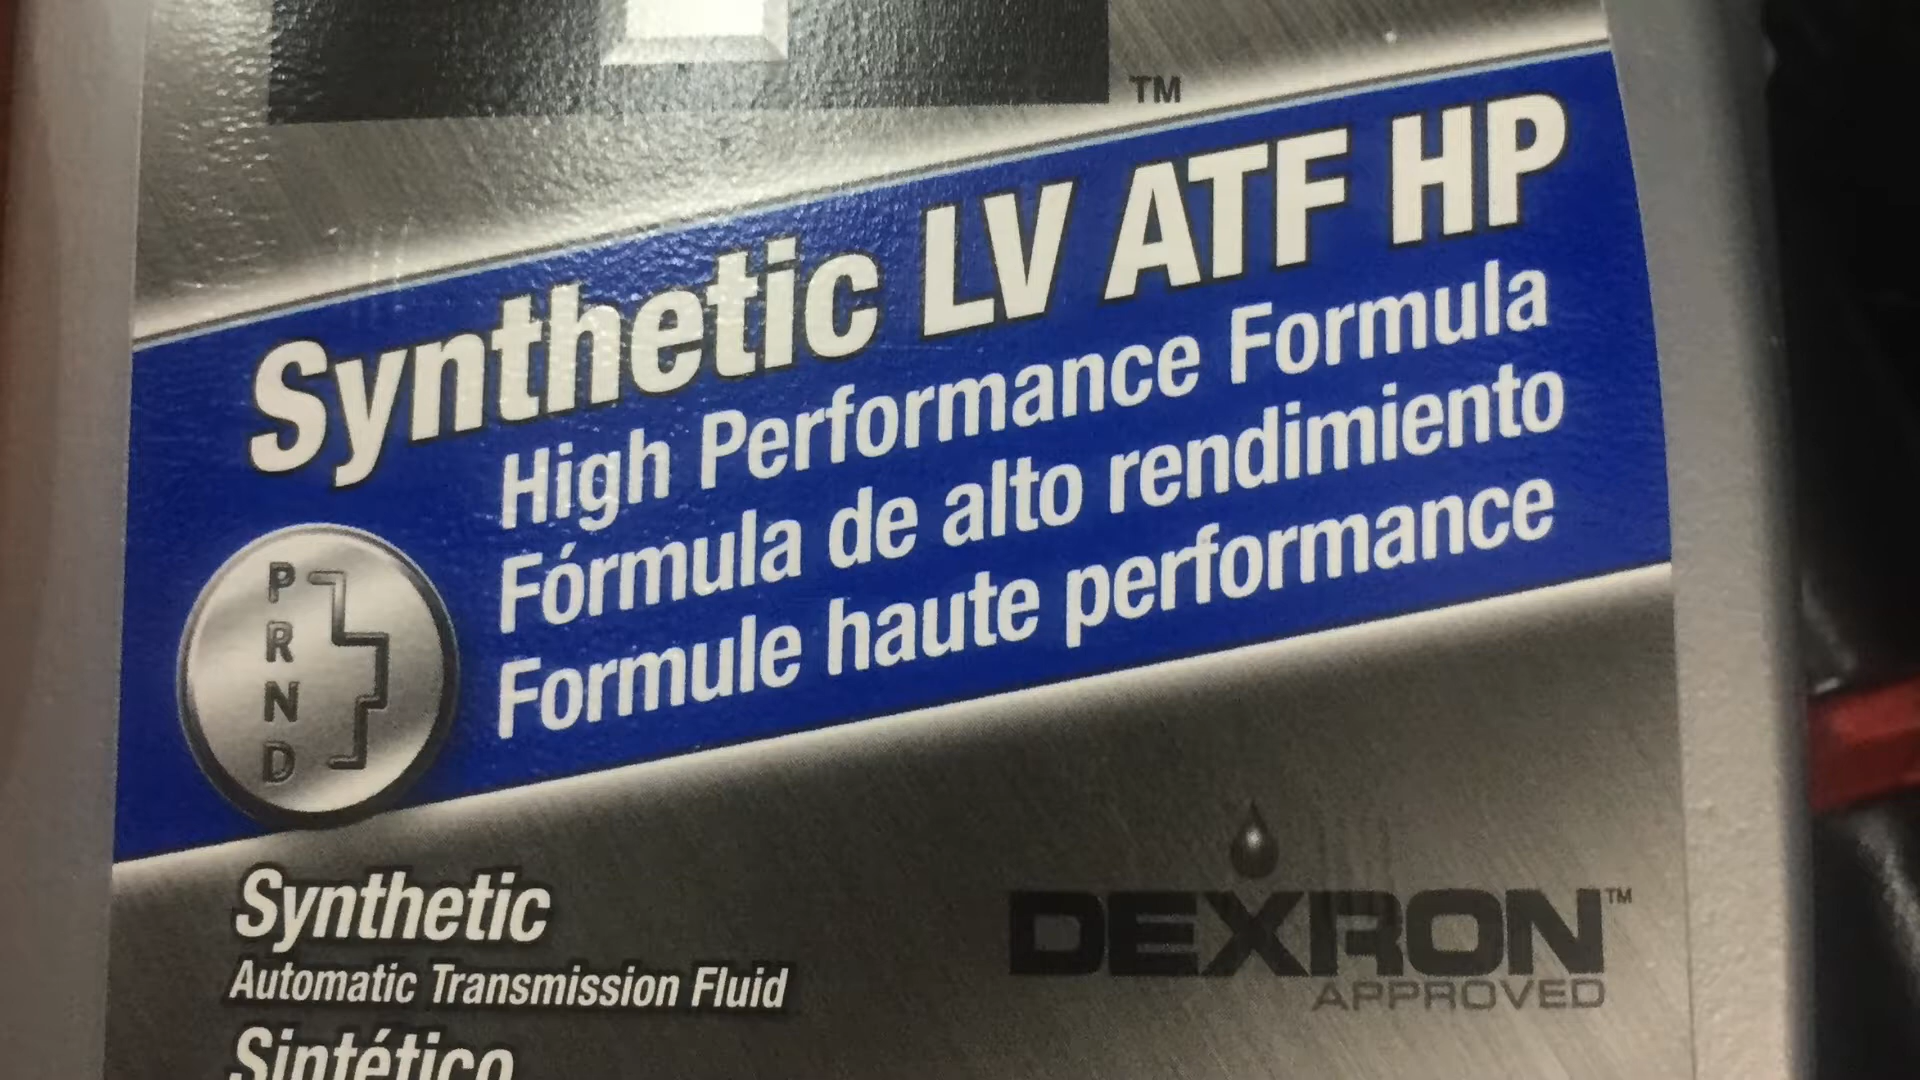 TM
Synthetic LV ATF HP
High Performance Formula
Fórmula de alto rendimiento
Formule haute performance
P
R
N
D
Synthetic
Automatic Transmission Fluid
DEXRON™
APPROVED
Sintético